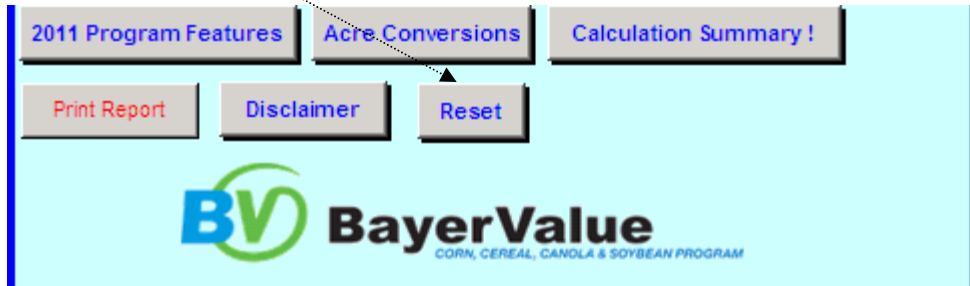 2011 Program Features Acre Conversions Calculation Summary !
Print Report Disclaimer Reset
BV BayerValue
CORN, CEREAL, CANOLA & SOYBEAN PROGRAM